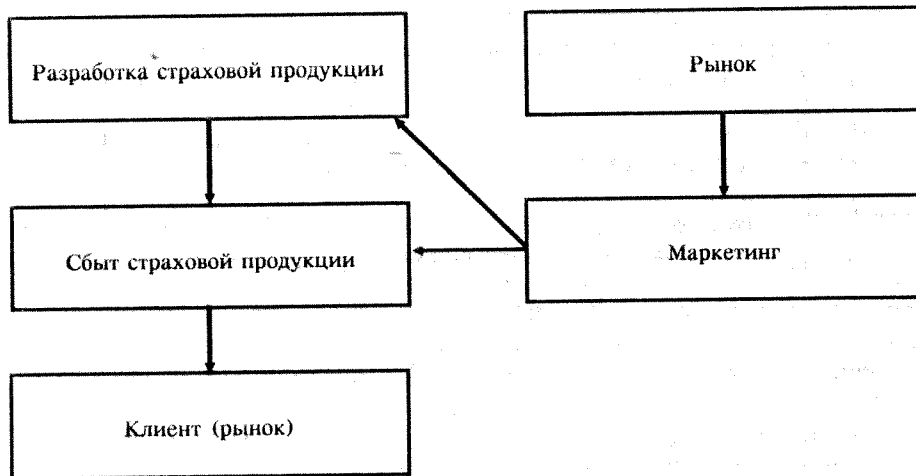 Разработка страховой продукции
Рынок
Сбыт страховой продукции
Маркетинг
Клиент (рынок)